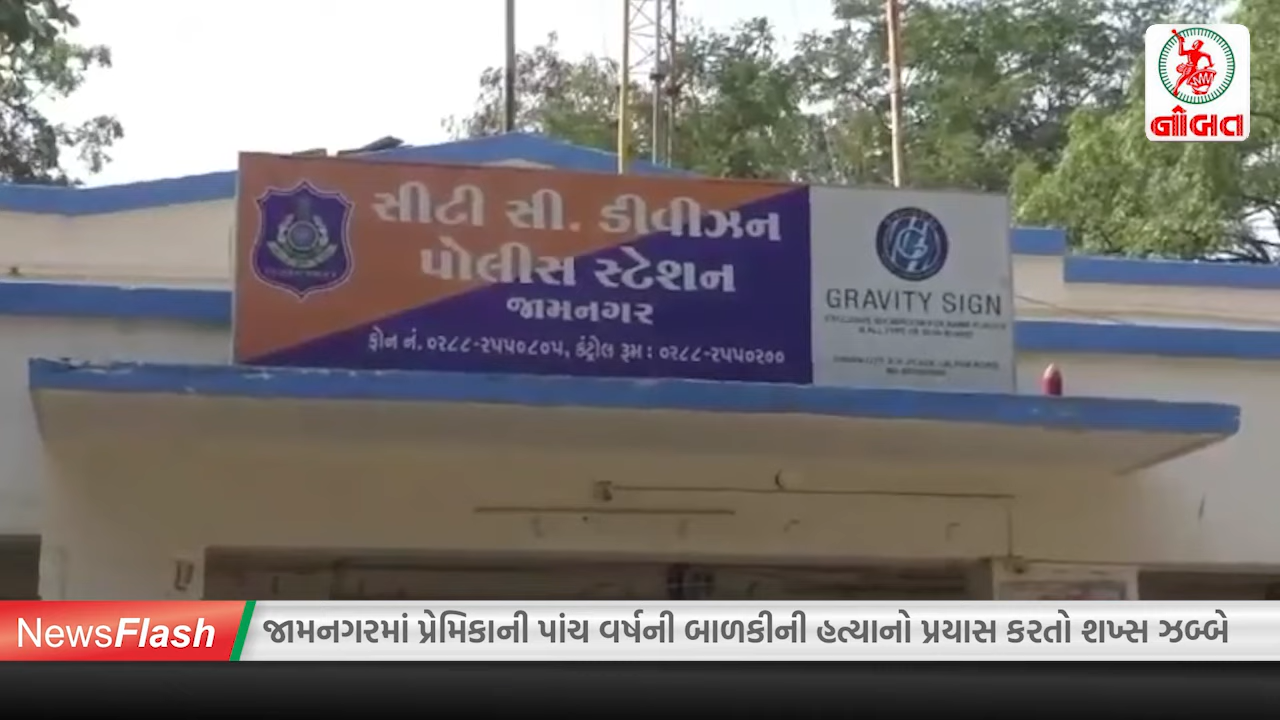 નોબત
સીટી સી. ડીવીઝન
પોલીસ સ્ટેશન
જામનગર
ફોન નં. ૦૨૮૮-૨૫૫૦૮૦૫, કંટ્રોલ રૂમ : ૦૨૮૮-૨૫૫૦૨૦૦
GRAVITY SIGN
NewsFlash
જામનગરમાં પ્રેમિકાની પાંચ વર્ષની બાળકીની હત્યાનો પ્રયાસ કરતો શખ્સ ઝબ્બે